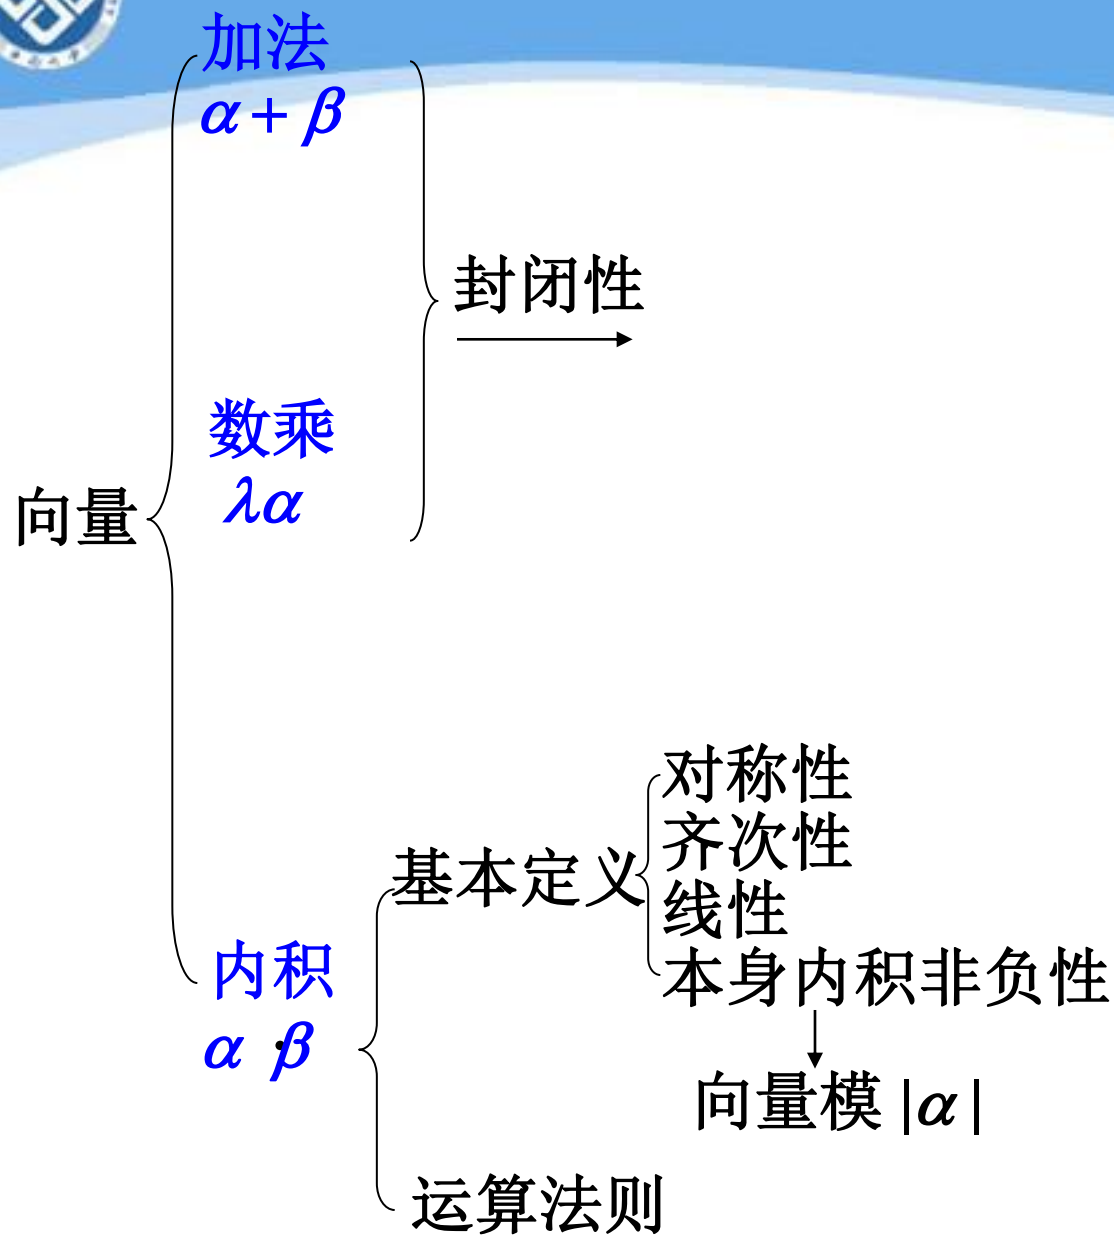 加法
α + β
封闭性
数乘
λα
向量
对称性
齐次性
基本定义
线性
本身内积非负性
内积
α · β
向量模 |α|
运算法则